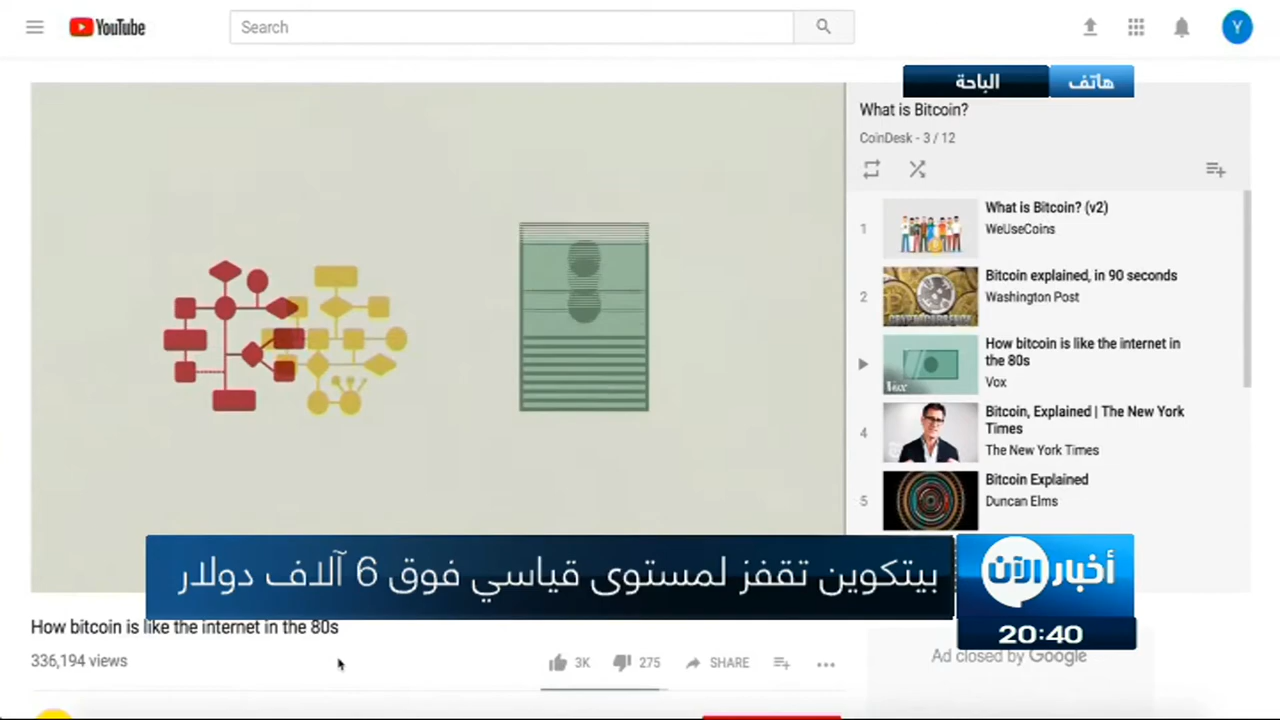 YouTube
Search
Y
هاتف
الباحة
What is Bitcoin?
CoinDesk - 3 / 12
1
What is Bitcoin? (v2)
WeUseCoins
2
CRYPTOCURRENCY
Bitcoin explained, in 90 seconds
Washington Post
Vox
How bitcoin is like the internet in
the 80s
Vox
4
Bitcoin, Explained | The New York
Times
The New York Times
5
Bitcoin Explained
Duncan Elms
بيتكوين تقفز لمستوى قياسي فوق 6 آلاف دولار
أخبار الآن
20:40
How bitcoin is like the internet in the 80s
336,194 views
3K
275
SHARE
Ad closed by Google